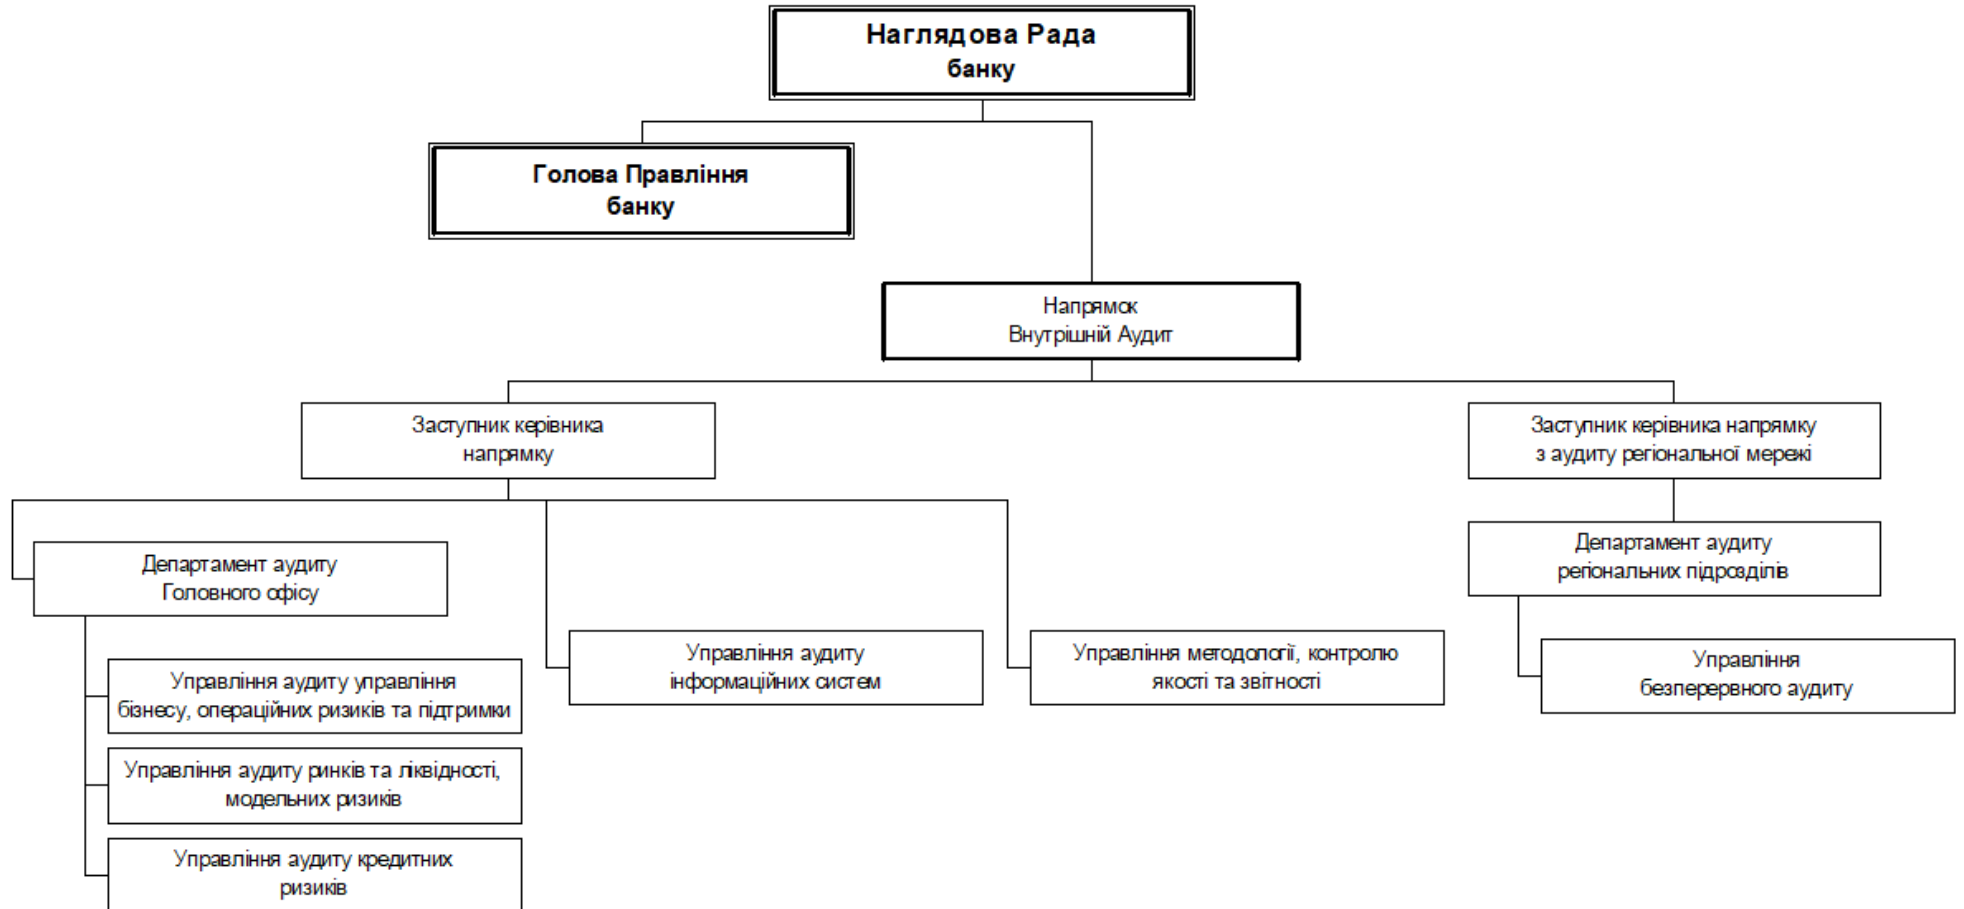 Наглядова Рада
банку
Голова Правління
банку
Напрямок
Внутрішній Аудит
Заступник керівника
напрямку
Заступник керівника напрямку
з аудиту регіональної мережі
Департамент аудиту
Головного офісу
Департамент аудиту
регіональних підрозділів
Управління аудиту управління
бізнесу, операційних ризиків та підтримки
Управління аудиту
інформаційних систем
Управління методології, контролю
якості та звітності
Управління
безперервного аудиту
Управління аудиту ринків та ліквідності,
модельних ризиків
Управління аудиту кредитних
ризиків